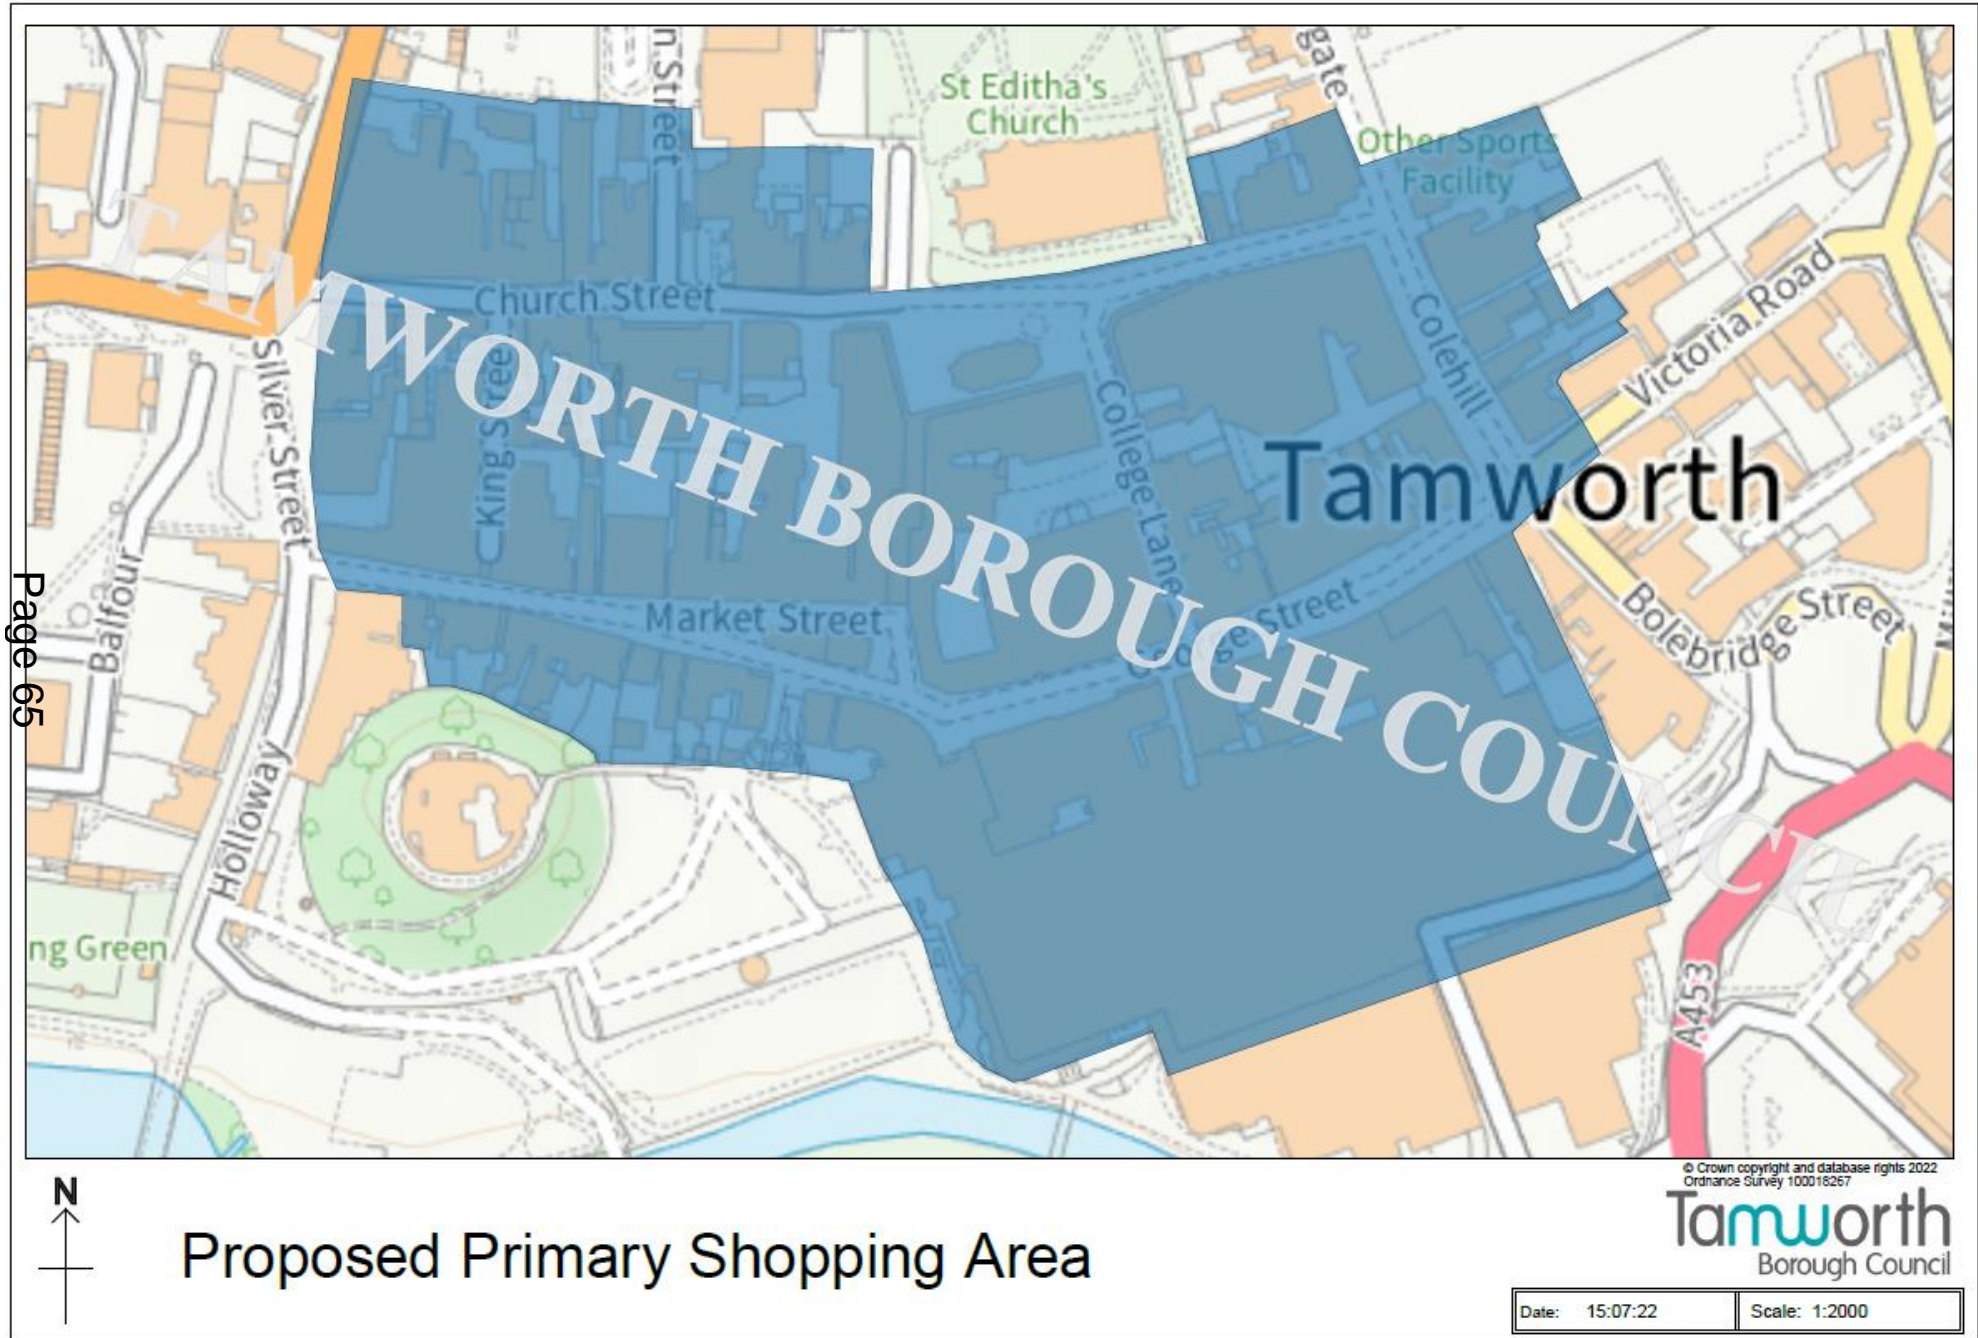 n Street
gate
St Editha's
Church
Other Sports
Facility
Church Street
Colehill
Victoria Road
Silver Street
King Street
College Lane
Tamworth
TAMWORTH BOROUGH COUNCIL
Balfour
Market Street
George Street
Bolebridge Street
Mill
Holloway
ng Green
A453
Page 65
© Crown copyright and database rights 2022
Ordnance Survey 100018267
N
Proposed Primary Shopping Area
Tamworth
Borough Council
Date: 15:07:22
Scale: 1:2000